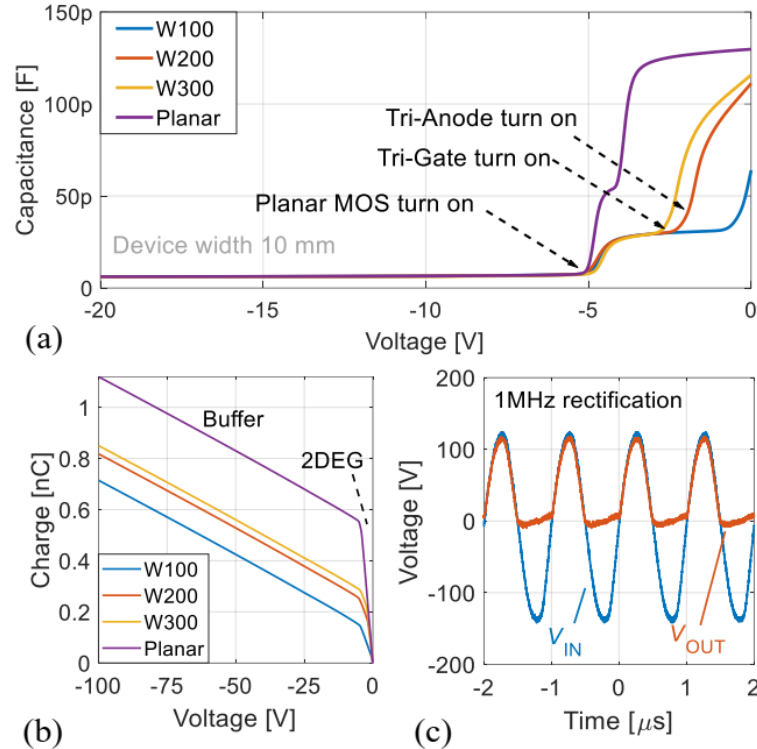 W100
W200
W300
Planar
150p
100p
50p
0
Capacitance [F]
Tri-Anode turn on
Tri-Gate turn on
Planar MOS turn on
Device width 10 mm
-20
-15
-10
-5
0
Voltage [V]
(a)
1
0.8
0.6
0.4
0.2
0
Charge [nC]
Buffer
2DEG
W100
W200
W300
Planar
-100
-75
-50
-25
0
Voltage [V]
(b)
1MHz rectification
200
100
0
-100
-200
Voltage [V]
VIN
VOUT
-2
-1
0
1
2
Time [μs]
(c)